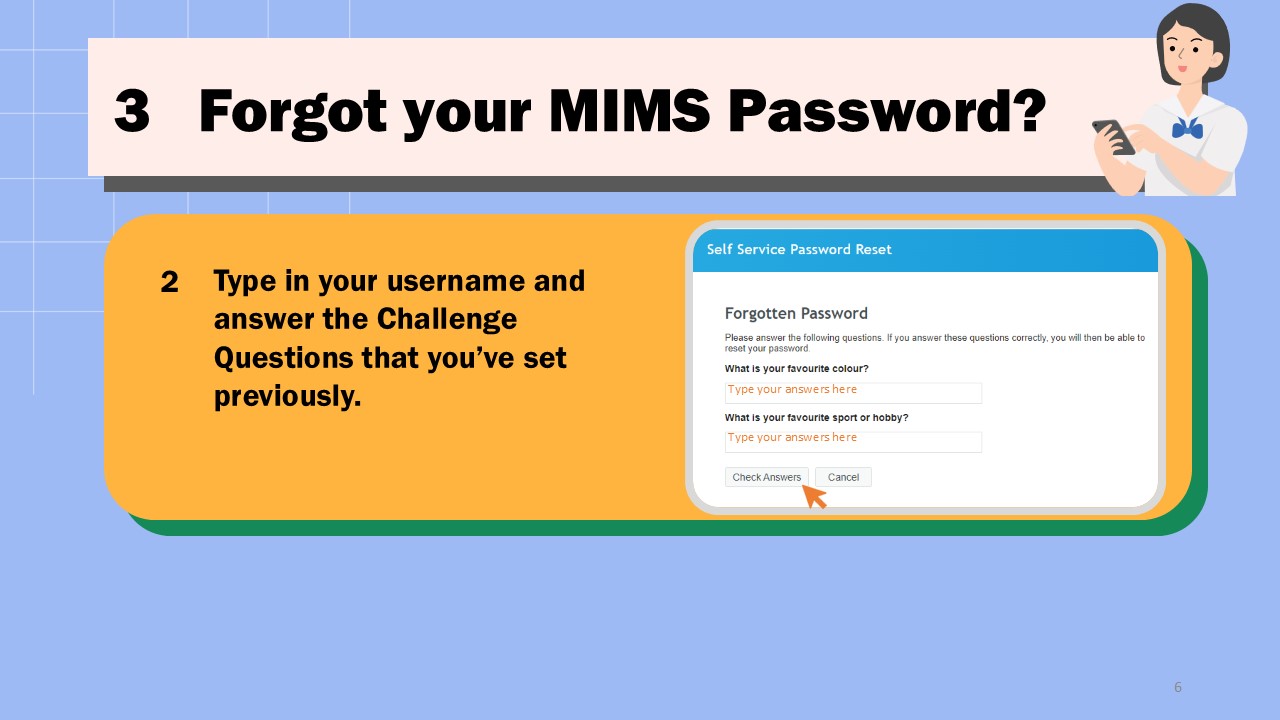 3 Forgot your MIMS Password?
2 Type in your username and
answer the Challenge
Questions that you’ve set
previously.
Self Service Password Reset
Forgotten Password
Please answer the following questions. If you answer these questions correctly, you will then be able to
reset your password.
What is your favourite colour?
Type your answers here
What is your favourite sport or hobby?
Type your answers here
Check Answers Cancel
6